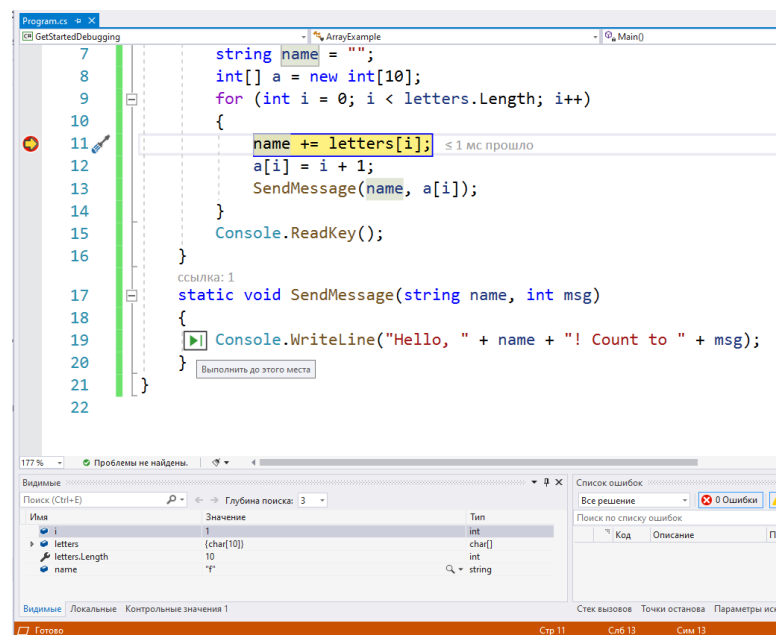 Program.cs
GetStartedDebugging ArrayExample Main()
7 string name = "";
8 int[] a = new int[10];
9 for (int i = 0; i < letters.Length; i++)
10 {
11 name += letters[i]; ≤ 1 мс прошло
12 a[i] = i + 1;
13 SendMessage(name, a[i]);
14 }
15 Console.ReadKey();
16 }
ссылка: 1
17 static void SendMessage(string name, int msg)
18 {
19 Console.WriteLine("Hello, " + name + "! Count to " + msg);
20 }
Выполнить до этого места
21 }
22
177 % Проблемы не найдены.
Видимые Список ошибок
Поиск (Ctrl+E) Глубина поиска: 3 Все решение 0 Ошибки
Имя Значение Тип Поиск по списку ошибок
i 1 int Код Описание П
letters {char[10]} char[]
letters.Length 10 int
name "f" string
Видимые Локальные Контрольные значения 1 Стек вызовов Точки останова Параметры иск
Готово Стр 11 Слб 13 Сим 13